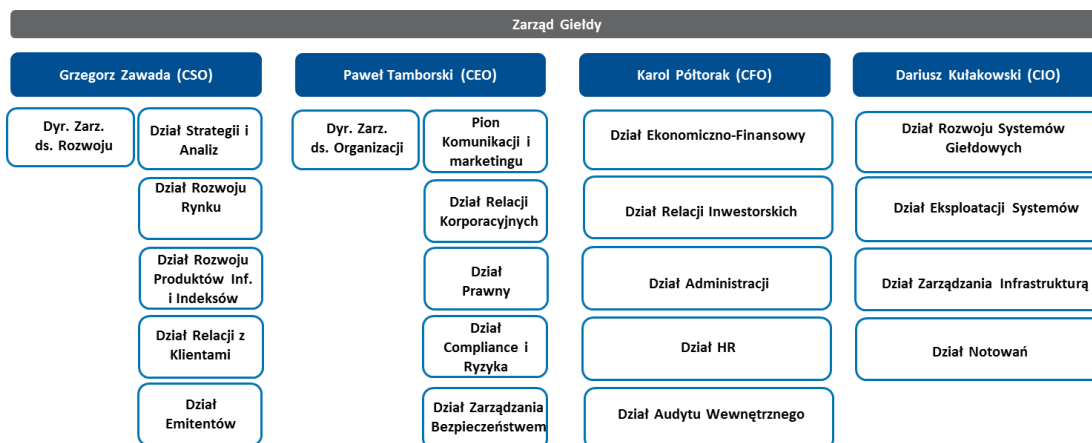 Zarząd Giełdy
Grzegorz Zawada (CSO)
Dyr. Zarz.
ds. Rozwoju
Dział Strategii i
Analiz
Dział Rozwoju
Rynku
Dział Rozwoju
Produktów Inf.
i Indeksów
Dział Relacji z
Klientami
Dział
Emitentów
Paweł Tamborski (CEO)
Dyr. Zarz.
ds. Organizacji
Pion
Komunikacji i
marketingu
Dział Relacji
Korporacyjnych
Dział
Prawny
Dział
Compliance i
Ryzyka
Dział Zarządzania
Bezpieczeństwem
Karol Półtorak (CFO)
Dział Ekonomiczno-Finansowy
Dział Relacji Inwestorskich
Dział Administracji
Dział HR
Dział Audytu Wewnętrznego
Dariusz Kułakowski (CIO)
Dział Rozwoju Systemów
Giełdowych
Dział Eksploatacji Systemów
Dział Zarządzania Infrastrukturą
Dział Notowań